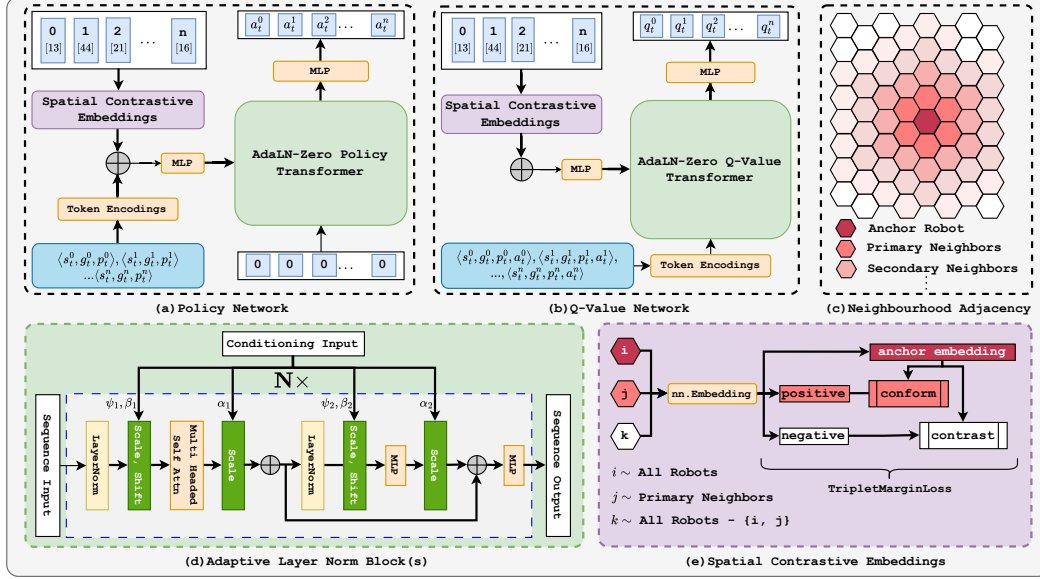 0 1 2 ... n
[13] [44] [21] [16]
Spatial Contrastive
Embeddings
MLP
Token Encodings
⟨s_t^0, g_t^0, p_t^0⟩, ⟨s_t^1, g_t^1, p_t^1⟩
...⟨s_t^n, g_t^n, p_t^n⟩
a_t^0 a_t^1 a_t^2 ... a_t^n
MLP
AdaLN-Zero Policy
Transformer
0 0 0 ... 0
(a)Policy Network
0 1 2 ... n
[13] [44] [21] [16]
Spatial Contrastive
Embeddings
MLP
q_t^0 q_t^1 q_t^2 ... q_t^n
MLP
AdaLN-Zero Q-Value
Transformer
⟨s_t^0, g_t^0, p_t^0, a_t^0⟩, ⟨s_t^1, g_t^1, p_t^1, a_t^1⟩,
..., ⟨s_t^n, g_t^n, p_t^n, a_t^n⟩
Token Encodings
(b)Q-Value Network
Anchor Robot
Primary Neighbors
Secondary Neighbors
⋮
(c)Neighbourhood Adjacency
Conditioning Input
N×
ψ1, β1
α1
ψ2, β2
α2
Sequence Input
LayerNorm
Scale, Shift
Multi Headed
Self Attn
Scale
LayerNorm
Scale, Shift
MLP
Scale
MLP
Sequence Output
(d)Adaptive Layer Norm Block(s)
i
j
k
nn.Embedding
anchor embedding
positive
conform
negative
contrast
TripletMarginLoss
i ~ All Robots
j ~ Primary Neighbors
k ~ All Robots - {i, j}
(e)Spatial Contrastive Embeddings